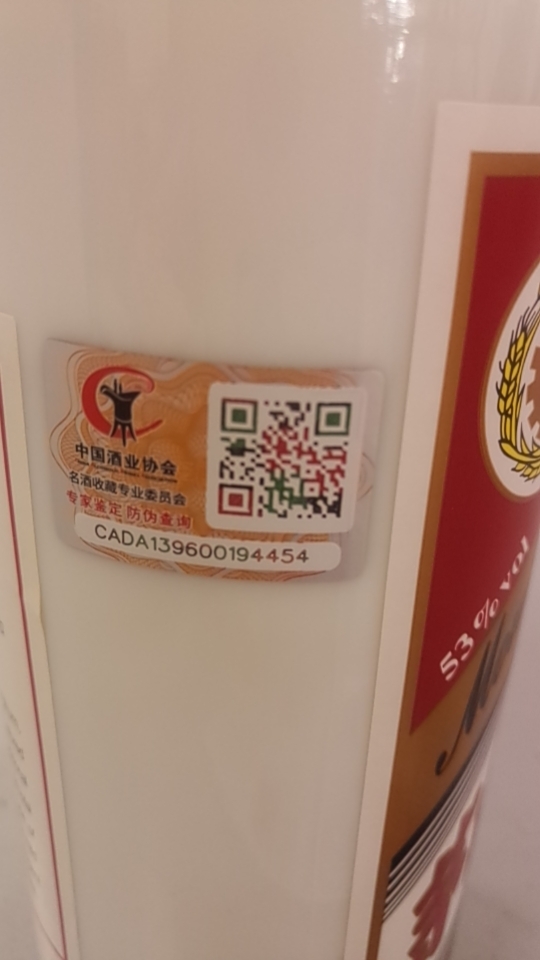 中国酒业协会
名酒收藏专业委员会
专家鉴定 防伪查询
CADA139600194454
53% vol